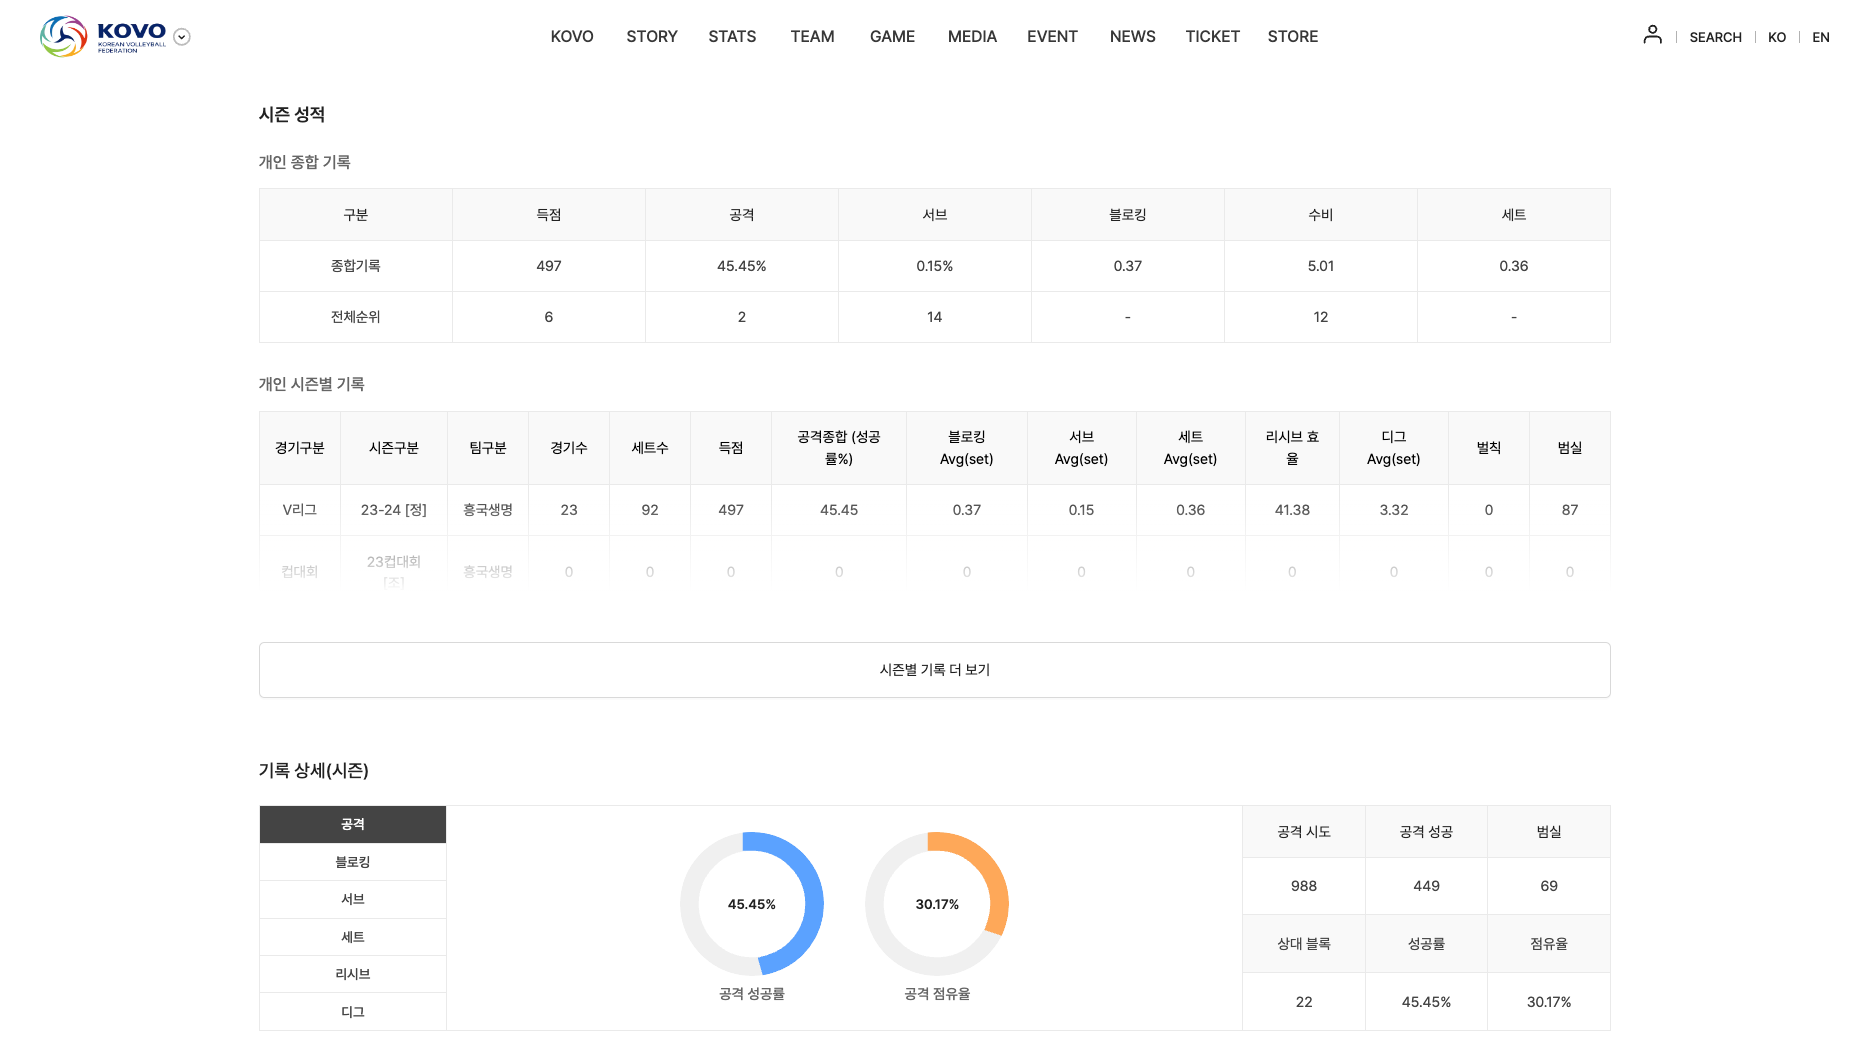 KOVO
KOREAN VOLLEYBALL
FEDERATION
KOVO STORY STATS TEAM GAME MEDIA EVENT NEWS TICKET STORE
SEARCH KO EN
시즌 성적
개인 종합 기록
구분 득점 공격 서브 블로킹 수비 세트
종합기록 497 45.45% 0.15% 0.37 5.01 0.36
전체순위 6 2 14 - 12 -
개인 시즌별 기록
경기구분 시즌구분 팀구분 경기수 세트수 득점 공격종합 (성공
률%) 블로킹
Avg(set) 서브
Avg(set) 세트
Avg(set) 리시브 효
율 디그
Avg(set) 벌칙 범실
V리그 23-24 [정] 흥국생명 23 92 497 45.45 0.37 0.15 0.36 41.38 3.32 0 87
컵대회 23컵대회
[조] 흥국생명 0 0 0 0 0 0 0 0 0 0 0
시즌별 기록 더 보기
기록 상세(시즌)
공격
블로킹
서브
세트
리시브
디그
45.45%
공격 성공률
30.17%
공격 점유율
공격 시도 공격 성공 범실
988 449 69
상대 블록 성공률 점유율
22 45.45% 30.17%